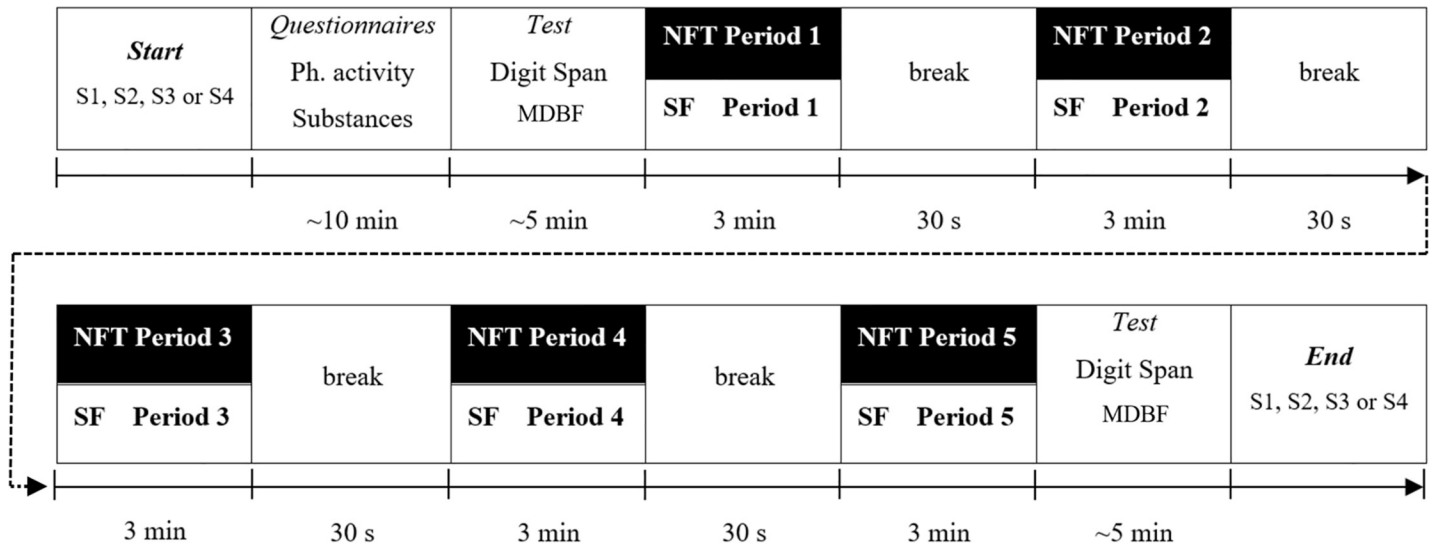 Start
S1, S2, S3 or S4
Questionnaires
Ph. activity
Substances
Test
Digit Span
MDBF
NFT Period 1
SF Period 1
break
NFT Period 2
SF Period 2
break
~10 min
~5 min
3 min
30 s
3 min
30 s
NFT Period 3
SF Period 3
break
NFT Period 4
SF Period 4
break
NFT Period 5
SF Period 5
Test
Digit Span
MDBF
End
S1, S2, S3 or S4
3 min
30 s
3 min
30 s
3 min
~5 min